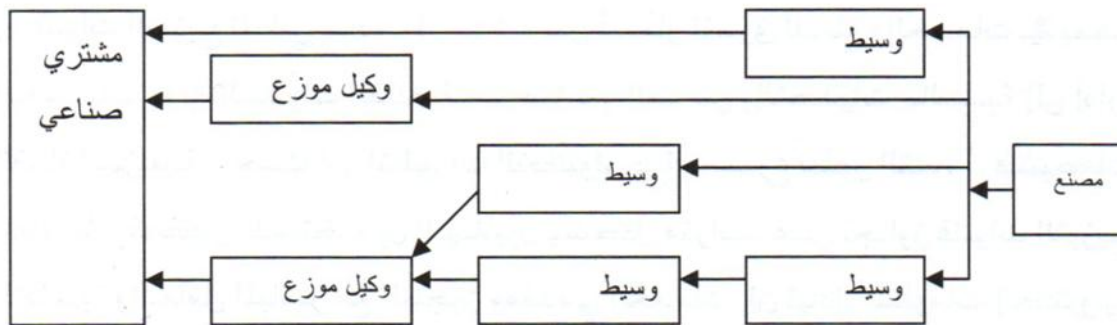 وسيط
مشتري
صناعي
وكيل موزع
وسيط
مصنع
وكيل موزع
وسيط
وسيط